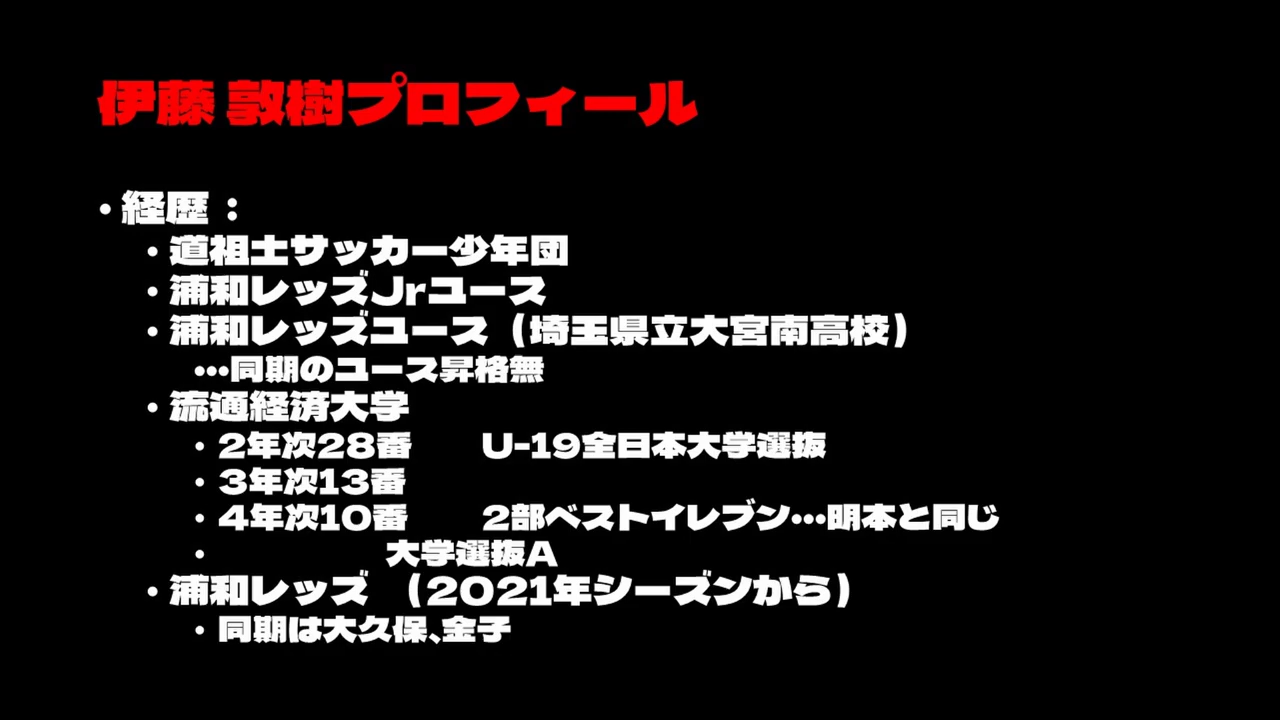 伊藤 敦樹プロフィール
• 経歴：
• 道祖土サッカー少年団
• 浦和レッズJrユース
• 浦和レッズユース（埼玉県立大宮南高校）
…同期のユース昇格無
• 流通経済大学
• 2年次28番 U-19全日本大学選抜
• 3年次13番
• 4年次10番 2部ベストイレブン…明本と同じ
• 大学選抜A
• 浦和レッズ （2021年シーズンから）
• 同期は大久保、金子